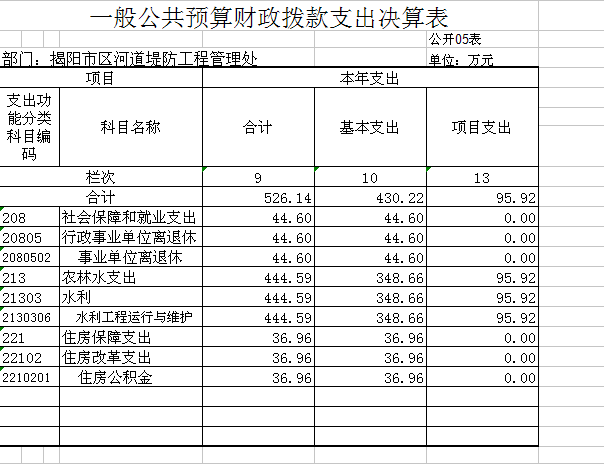 一般公共预算财政拨款支出决算表
公开05表
部门：揭阳市区河道堤防工程管理处 单位：万元
项目 本年支出
支出功能分类科目编码 科目名称 合计 基本支出 项目支出
栏次 9 10 13
合计 526.14 430.22 95.92
208 社会保障和就业支出 44.60 44.60 0.00
20805 行政事业单位离退休 44.60 44.60 0.00
2080502 事业单位离退休 44.60 44.60 0.00
213 农林水支出 444.59 348.66 95.92
21303 水利 444.59 348.66 95.92
2130306 水利工程运行与维护 444.59 348.66 95.92
221 住房保障支出 36.96 36.96 0.00
22102 住房改革支出 36.96 36.96 0.00
2210201 住房公积金 36.96 36.96 0.00